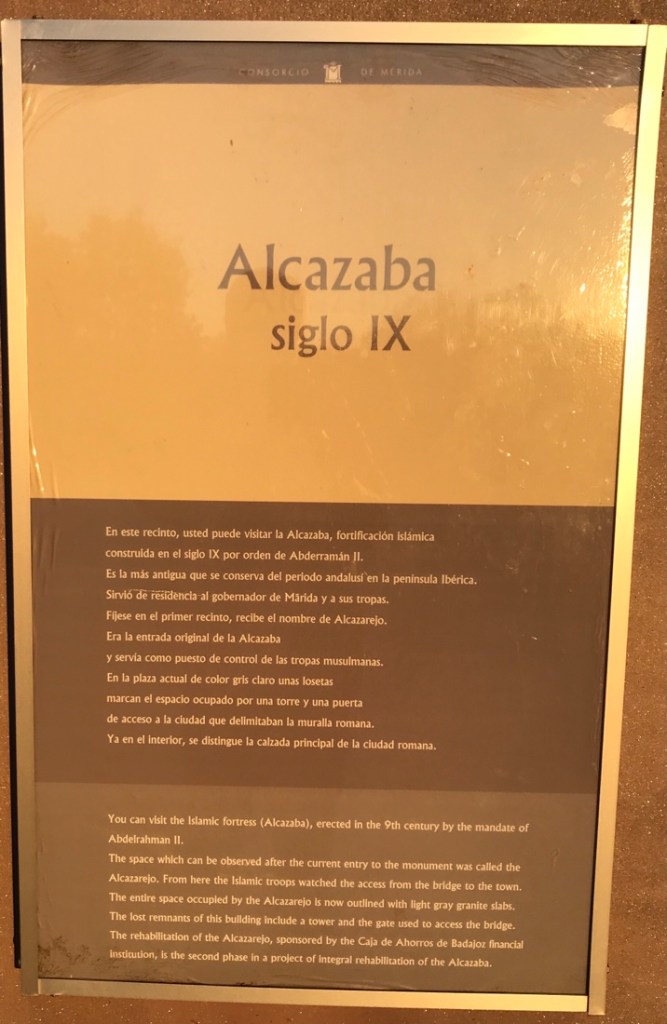 CONSORCIO DE MÉRIDA
Alcazaba
siglo IX
En este recinto, usted puede visitar la Alcazaba, fortificación islámica
construida en el siglo IX por orden de Abderramán II.
Es la más antigua que se conserva del periodo andalusí en la península Ibérica.
Sirvió de residencia al gobernador de Márida y a sus tropas.
Fíjese en el primer recinto, recibe el nombre de Alcazarejo.
Era la entrada original de la Alcazaba
y servía como puesto de control de las tropas musulmanas.
En la plaza actual de color gris claro unas losetas
marcan el espacio ocupado por una torre y una puerta
de acceso a la ciudad que delimitaban la muralla romana.
Ya en el interior, se distingue la calzada principal de la ciudad romana.
You can visit the Islamic fortress (Alcazaba), erected in the 9th century by the mandate of
Abdelrahman II.
The space which can be observed after the current entry to the monument was called the
Alcazarejo. From here the Islamic troops watched the access from the bridge to the town.
The entire space occupied by the Alcazarejo is now outlined with light gray granite slabs.
The lost remnants of this building include a tower and the gate used to access the bridge.
The rehabilitation of the Alcazarejo, sponsored by the Caja de Ahorros de Badajoz financial
institution, is the second phase in a project of integral rehabilitation of the Alcazaba.